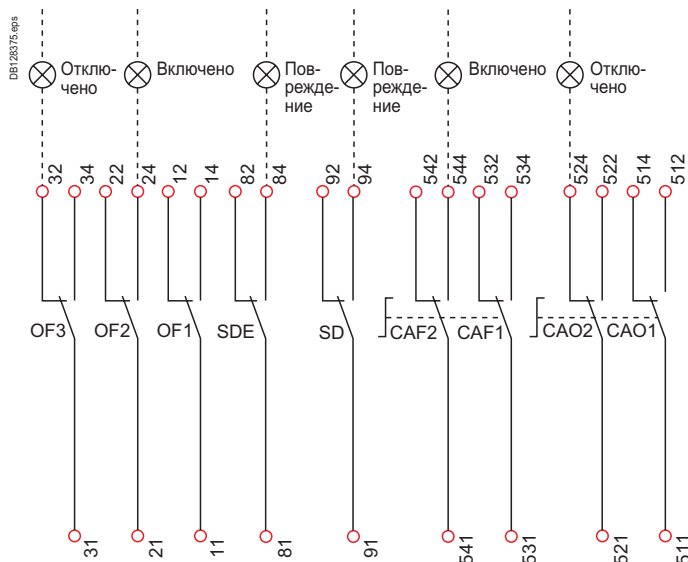 DB128375.eps
Отклю-
чено
Включено
Пов-
режде-
ние
Пов-
режде-
ние
Включено
Отклю-
чено
32 34 22 24 12 14 82 84 92 94 542 544 532 534 524 522 514 512
OF3 OF2 OF1 SDE SD CAF2 CAF1 CAO2 CAO1
31 21 11 81 91 541 531 521 511